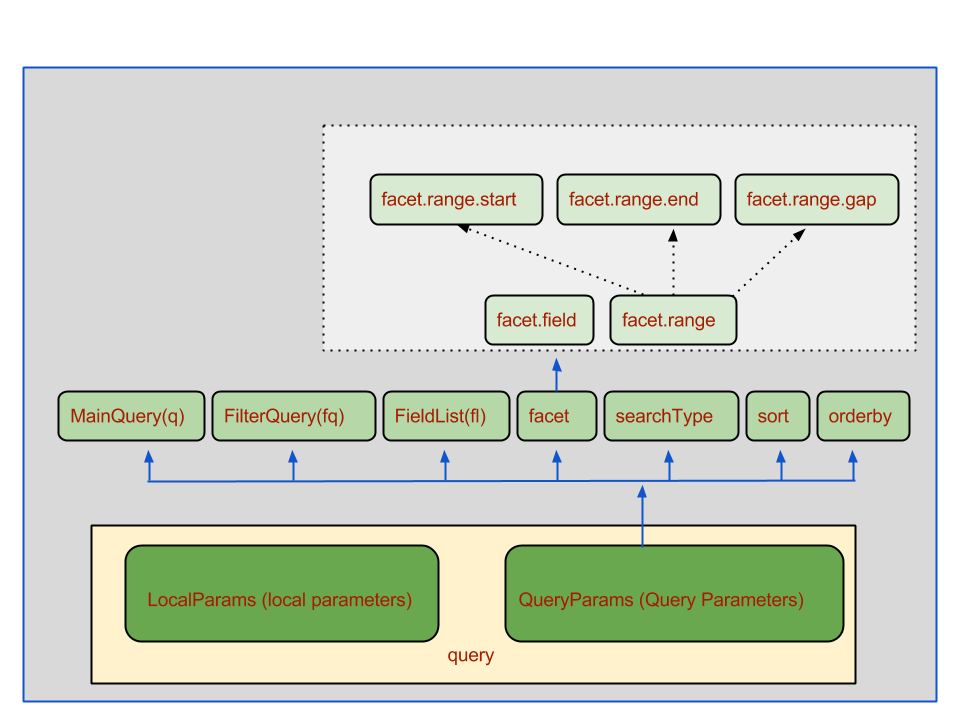 facet.range.start
facet.range.end
facet.range.gap
facet.field
facet.range
MainQuery(q)
FilterQuery(fq)
FieldList(fl)
facet
searchType
sort
orderby
LocalParams (local parameters)
QueryParams (Query Parameters)
query